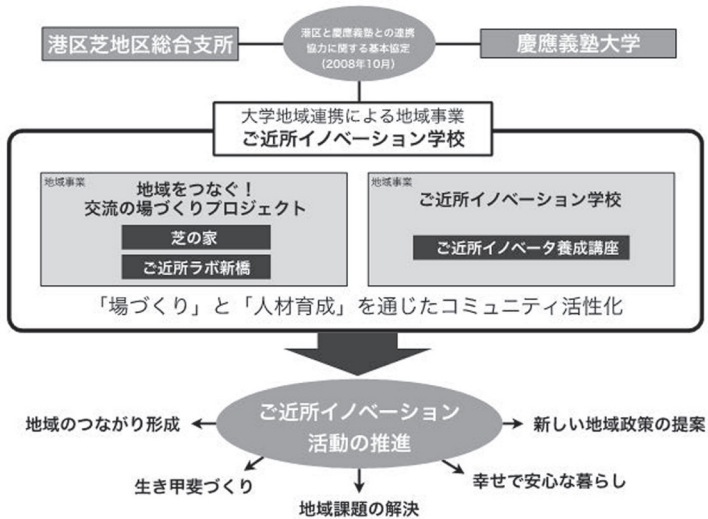 港区芝地区総合支所
港区と慶應義塾との連携
協力に関する基本協定
(2008年10月)
慶應義塾大学
大学地域連携による地域事業
ご近所イノベーション学校
地域事業
地域をつなぐ！
交流の場づくりプロジェクト
芝の家
ご近所ラボ新橋
地域事業
ご近所イノベーション学校
ご近所イノベータ養成講座
「場づくり」と「人材育成」を通じたコミュニティ活性化
ご近所イノベーション
活動の推進
地域のつながり形成
新しい地域政策の提案
生き甲斐づくり
幸せで安心な暮らし
地域課題の解決